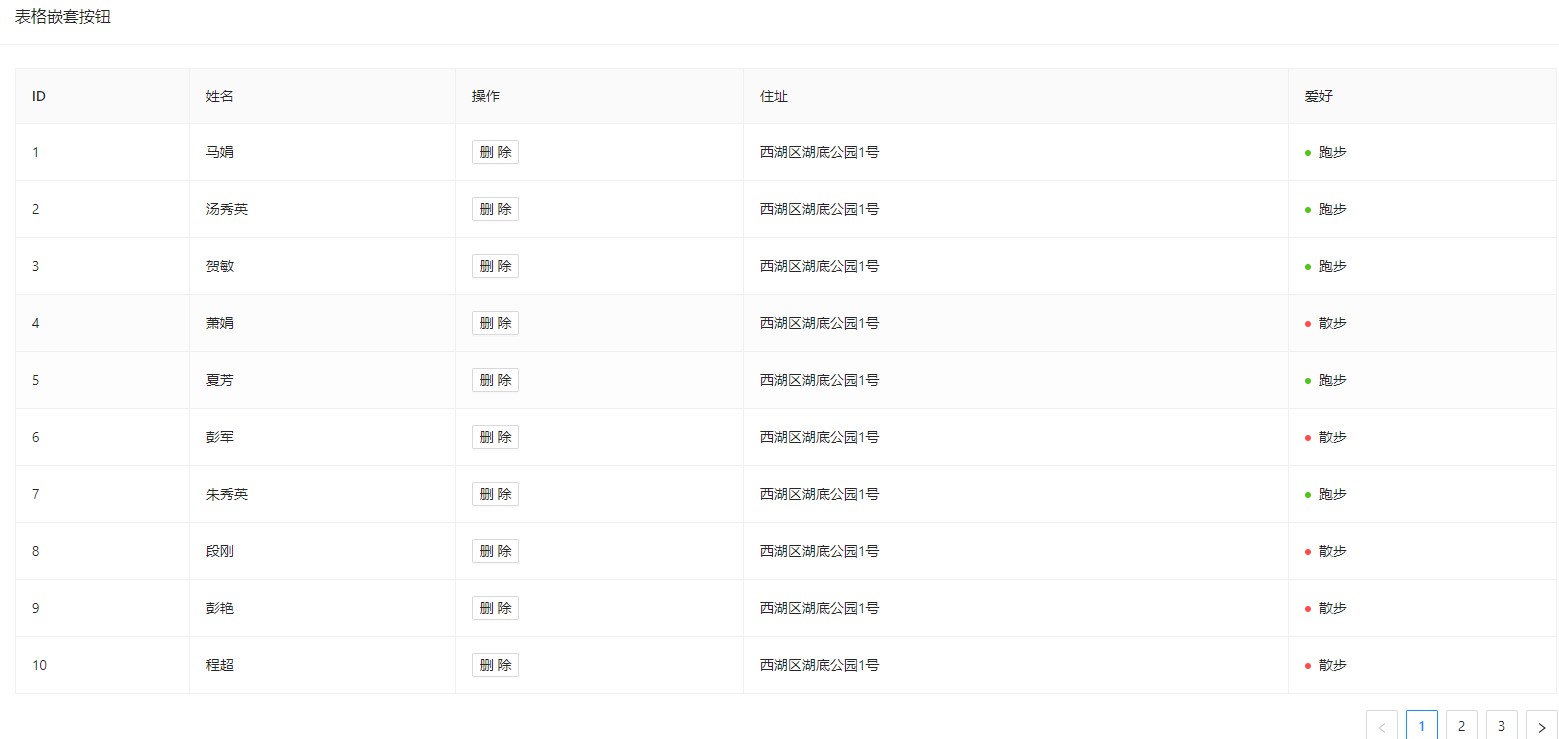 表格嵌套按钮
ID 姓名 操作 住址 爱好
1 马娟 删 除 西湖区湖底公园1号 跑步
2 汤秀英 删 除 西湖区湖底公园1号 跑步
3 贺敏 删 除 西湖区湖底公园1号 跑步
4 萧娟 删 除 西湖区湖底公园1号 散步
5 夏芳 删 除 西湖区湖底公园1号 跑步
6 彭军 删 除 西湖区湖底公园1号 散步
7 朱秀英 删 除 西湖区湖底公园1号 跑步
8 段刚 删 除 西湖区湖底公园1号 散步
9 彭艳 删 除 西湖区湖底公园1号 散步
10 程超 删 除 西湖区湖底公园1号 散步
< 1 2 3 >